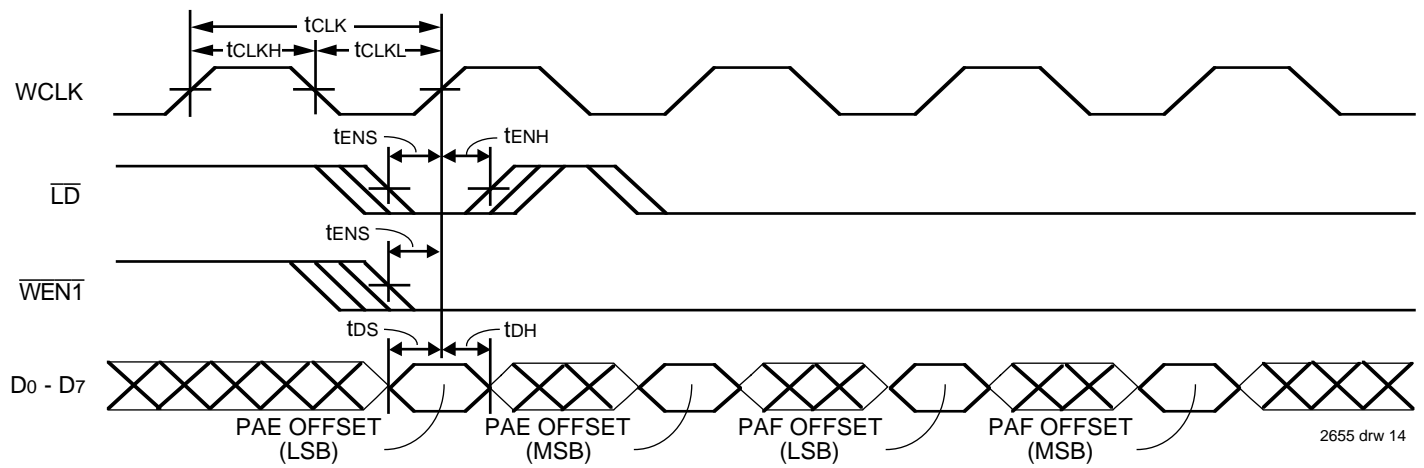 tCLK
tCLKH
tCLKL
WCLK
tENS
tENH
LD
tENS
WEN1
tDS
tDH
D0 - D7
PAE OFFSET
(LSB)
PAE OFFSET
(MSB)
PAF OFFSET
(LSB)
PAF OFFSET
(MSB)
2655 drw 14